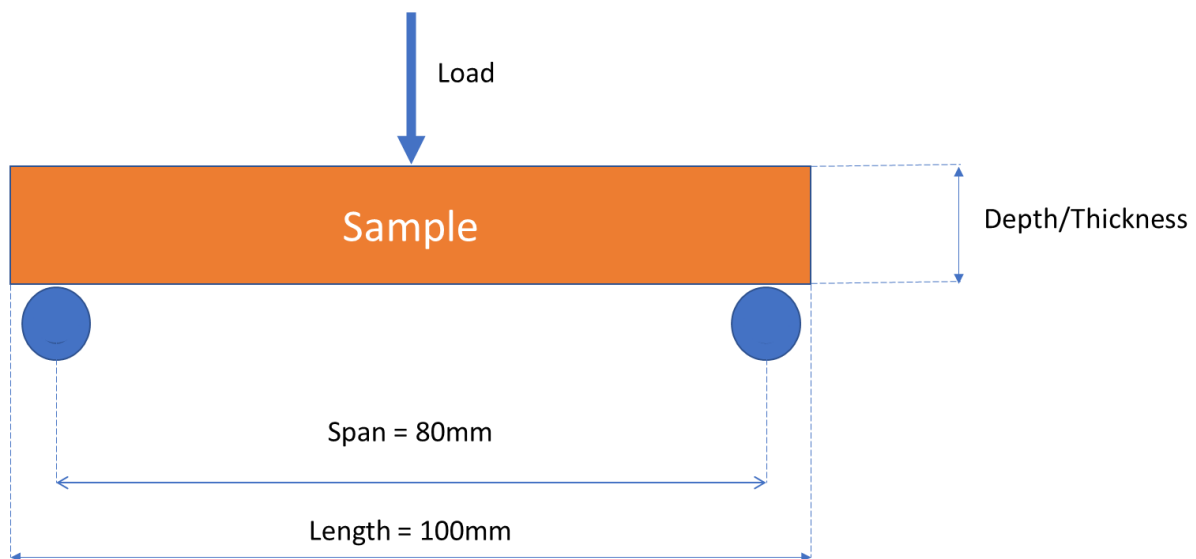 Load
Sample
Depth/Thickness
Span = 80mm
Length = 100mm